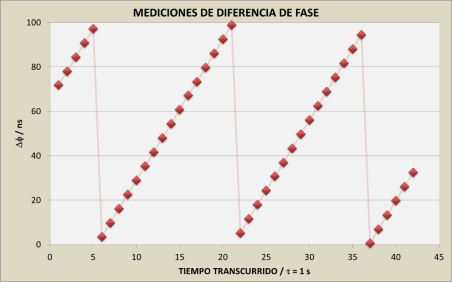 MEDICIONES DE DIFERENCIA DE FASE
100
80
60
40
20
0
Δϕ / ns
0 5 10 15 20 25 30 35 40 45
TIEMPO TRANSCURRIDO / τ = 1 s